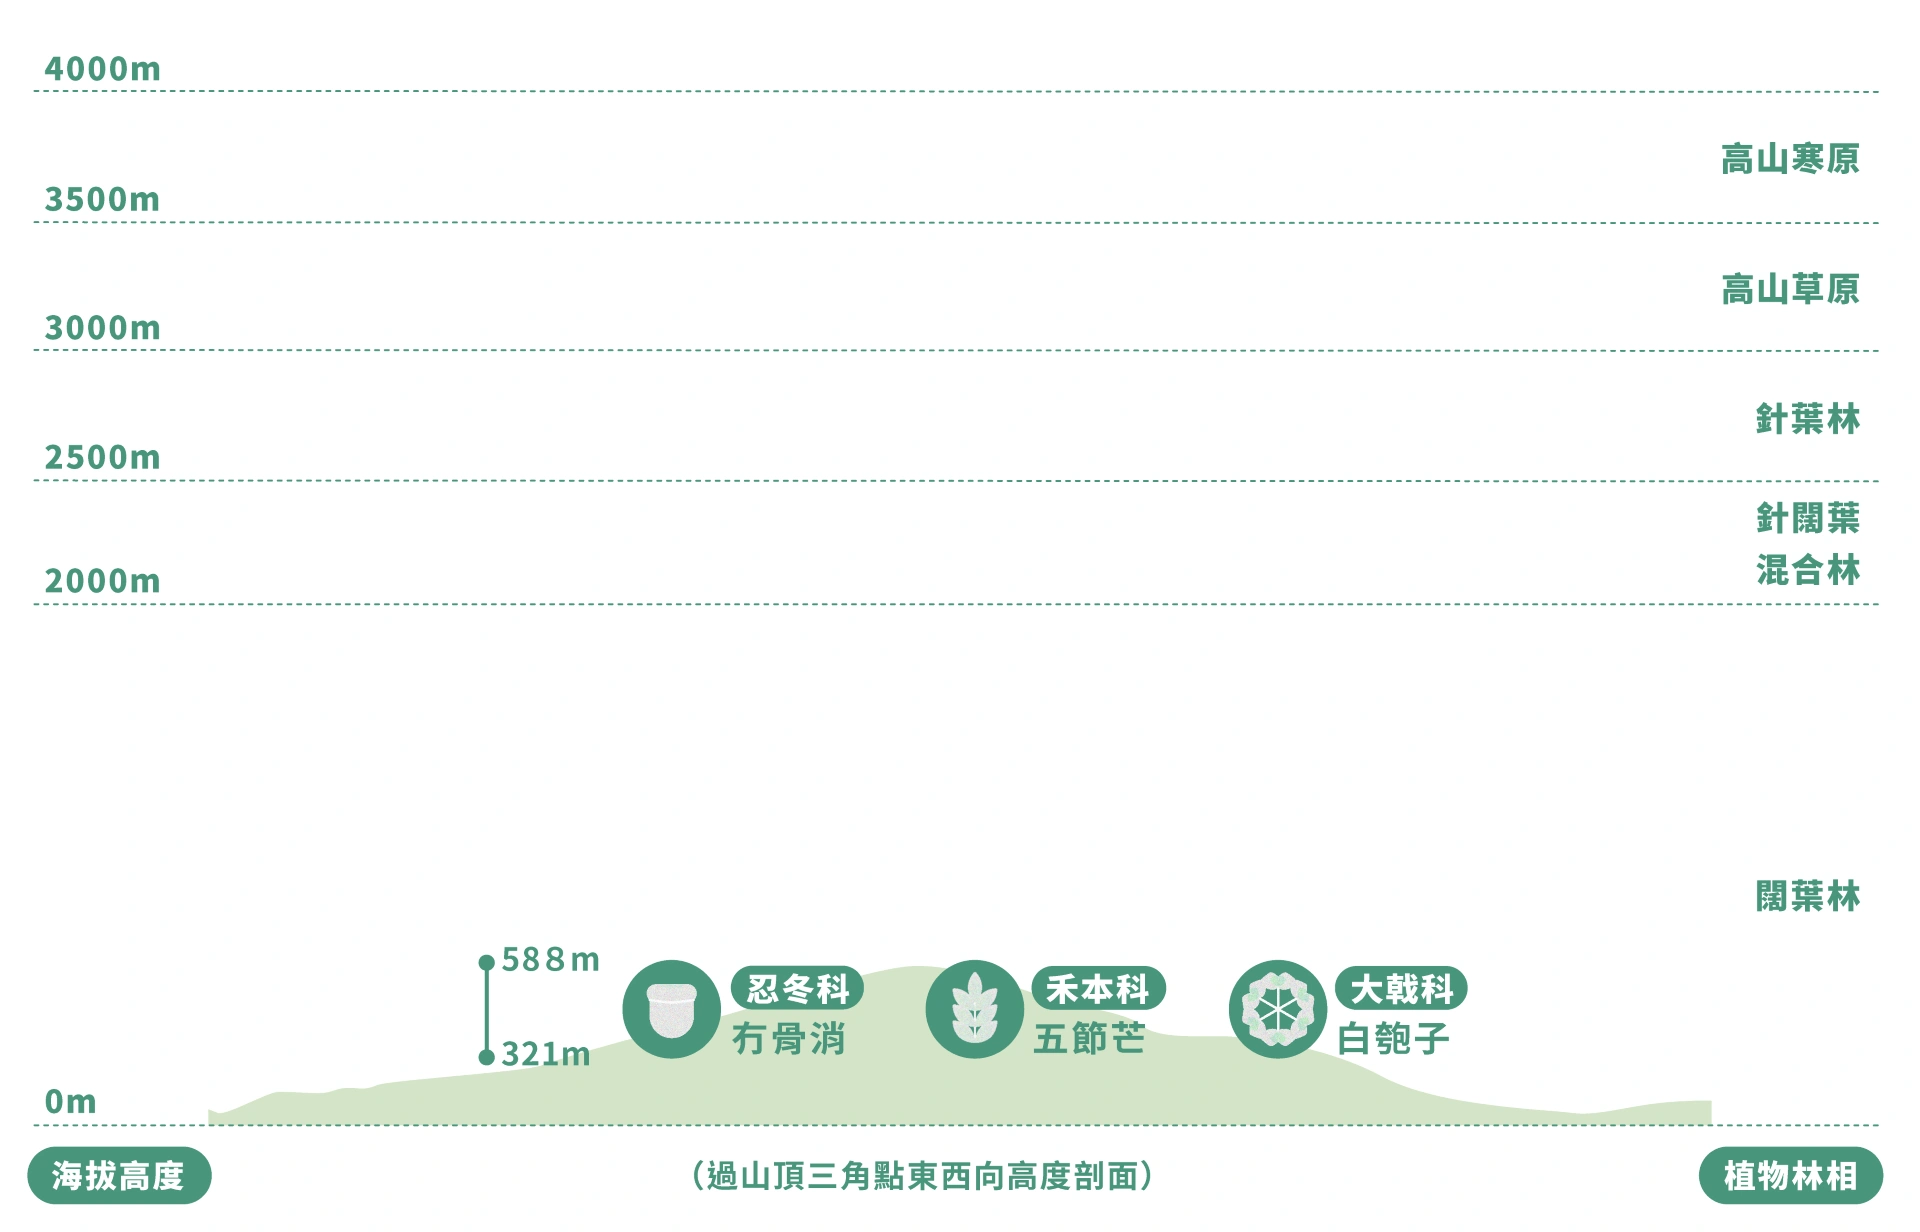 4000m
高山寒原
3500m
高山草原
3000m
針葉林
2500m
針闊葉
混合林
2000m
闊葉林
588m
忍冬科
禾本科
大戟科
冇骨消
五節芒
白匏子
321m
0m
海拔高度
（過山頂三角點東西向高度剖面）
植物林相